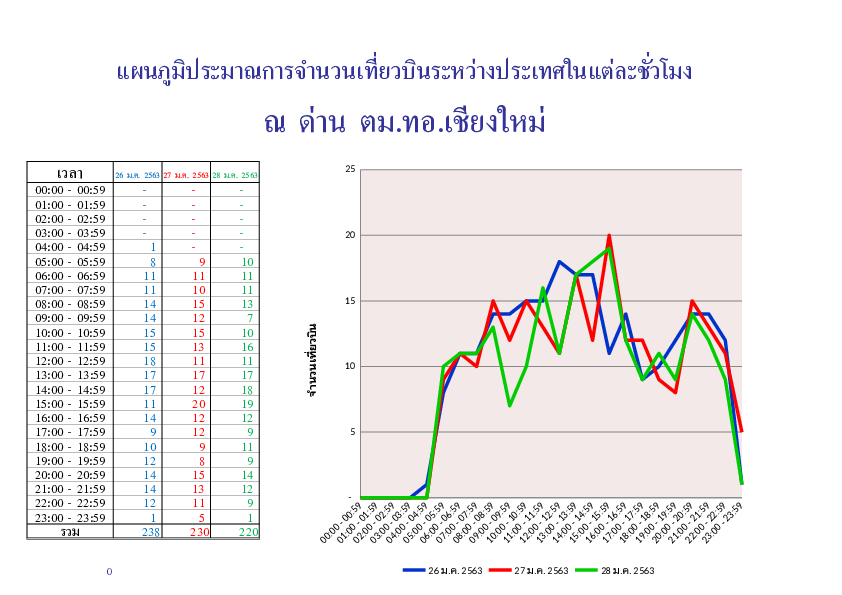 แผนภูมิประมาณการจำนวนเที่ยวบินระหว่างประเทศในแต่ละชั่วโมง
ณ ด่าน ตม.ทอ.เชียงใหม่
เวลา 26 ม.ค. 2563 27 ม.ค. 2563 28 ม.ค. 2563
00:00 - 00:59 - - -
01:00 - 01:59 - - -
02:00 - 02:59 - - -
03:00 - 03:59 - - -
04:00 - 04:59 1 - -
05:00 - 05:59 8 9 10
06:00 - 06:59 11 11 11
07:00 - 07:59 11 10 11
08:00 - 08:59 14 15 13
09:00 - 09:59 14 12 7
10:00 - 10:59 15 15 10
11:00 - 11:59 15 13 16
12:00 - 12:59 18 11 11
13:00 - 13:59 17 17 17
14:00 - 14:59 17 12 18
15:00 - 15:59 11 20 19
16:00 - 16:59 14 12 12
17:00 - 17:59 9 12 9
18:00 - 18:59 10 9 11
19:00 - 19:59 12 8 9
20:00 - 20:59 14 15 14
21:00 - 21:59 14 13 12
22:00 - 22:59 12 11 9
23:00 - 23:59 1 5 1
รวม 238 230 220
0
จำนวนเที่ยวบิน
25
20
15
10
5
-
00:00 - 00:59
01:00 - 01:59
02:00 - 02:59
03:00 - 03:59
04:00 - 04:59
05:00 - 05:59
06:00 - 06:59
07:00 - 07:59
08:00 - 08:59
09:00 - 09:59
10:00 - 10:59
11:00 - 11:59
12:00 - 12:59
13:00 - 13:59
14:00 - 14:59
15:00 - 15:59
16:00 - 16:59
17:00 - 17:59
18:00 - 18:59
19:00 - 19:59
20:00 - 20:59
21:00 - 21:59
22:00 - 22:59
23:00 - 23:59
26 ม.ค. 2563 27 ม.ค. 2563 28 ม.ค. 2563